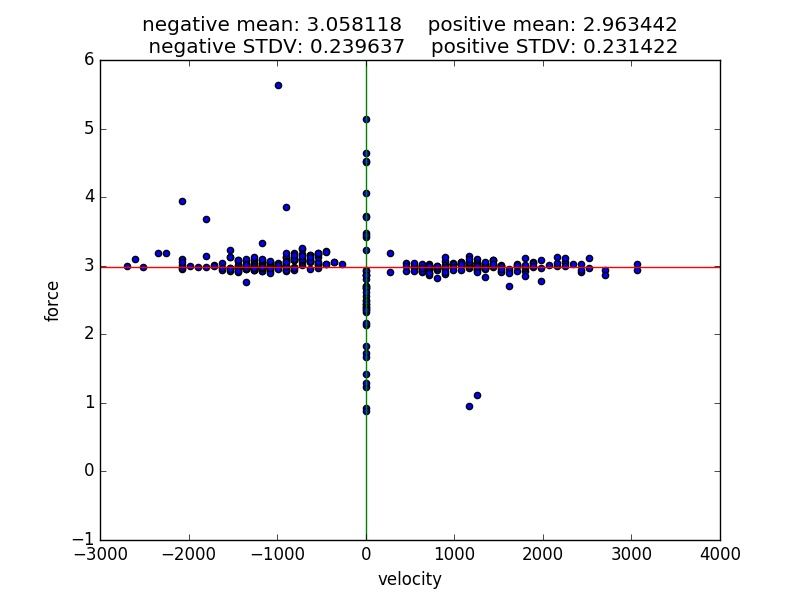 negative mean: 3.058118 positive mean: 2.963442
negative STDV: 0.239637 positive STDV: 0.231422
6
5
4
3
2
1
0
−1
force
−3000 −2000 −1000 0 1000 2000 3000 4000
velocity